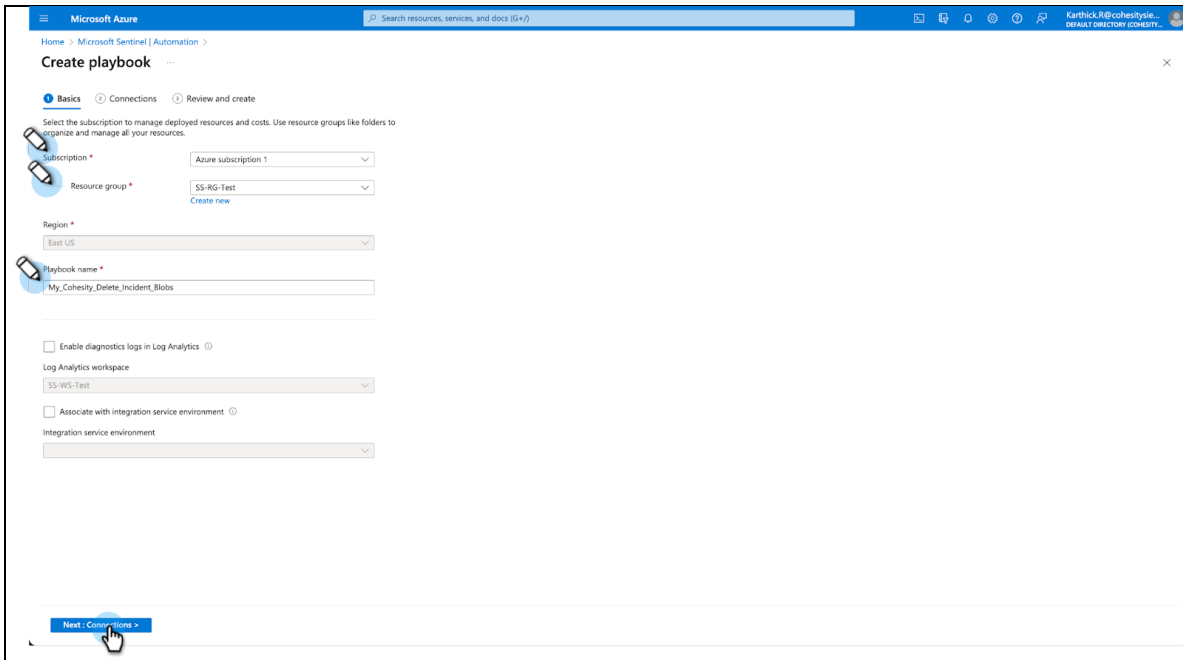 Microsoft Azure
Search resources, services, and docs (G+/)
Karthick.R@cohesitysie...
DEFAULT DIRECTORY (COHESITY...
Home > Microsoft Sentinel | Automation >
Create playbook ...
1 Basics 2 Connections 3 Review and create
Select the subscription to manage deployed resources and costs. Use resource groups like folders to
organize and manage all your resources.
Subscription *
Azure subscription 1
Resource group *
SS-RG-Test
Create new
Region *
East US
Playbook name *
My_Cohesity_Delete_Incident_Blobs
Enable diagnostics logs in Log Analytics
Log Analytics workspace
SS-WS-Test
Associate with integration service environment
Integration service environment
Next : Connections >